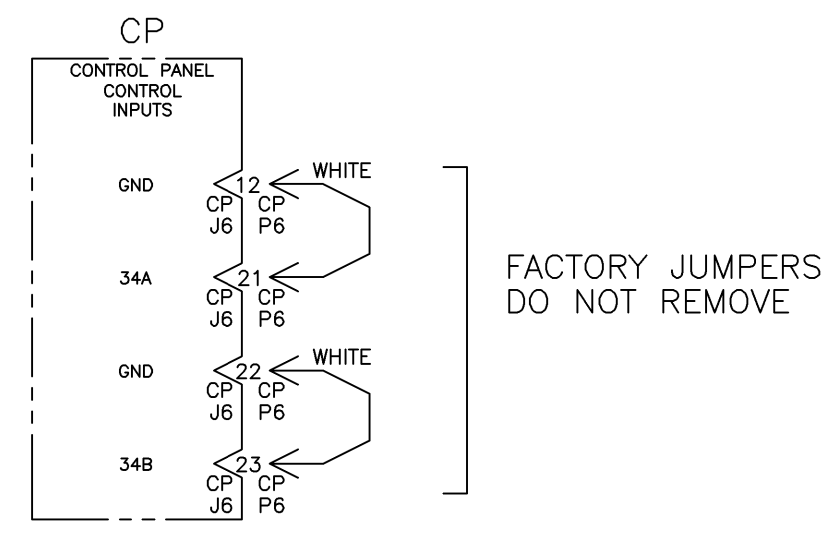 CP
CONTROL PANEL
CONTROL
INPUTS
GND
12
WHITE
CP CP
J6 P6
34A
21
CP CP
J6 P6
GND
22
WHITE
CP CP
J6 P6
34B
23
CP CP
J6 P6
FACTORY JUMPERS
DO NOT REMOVE